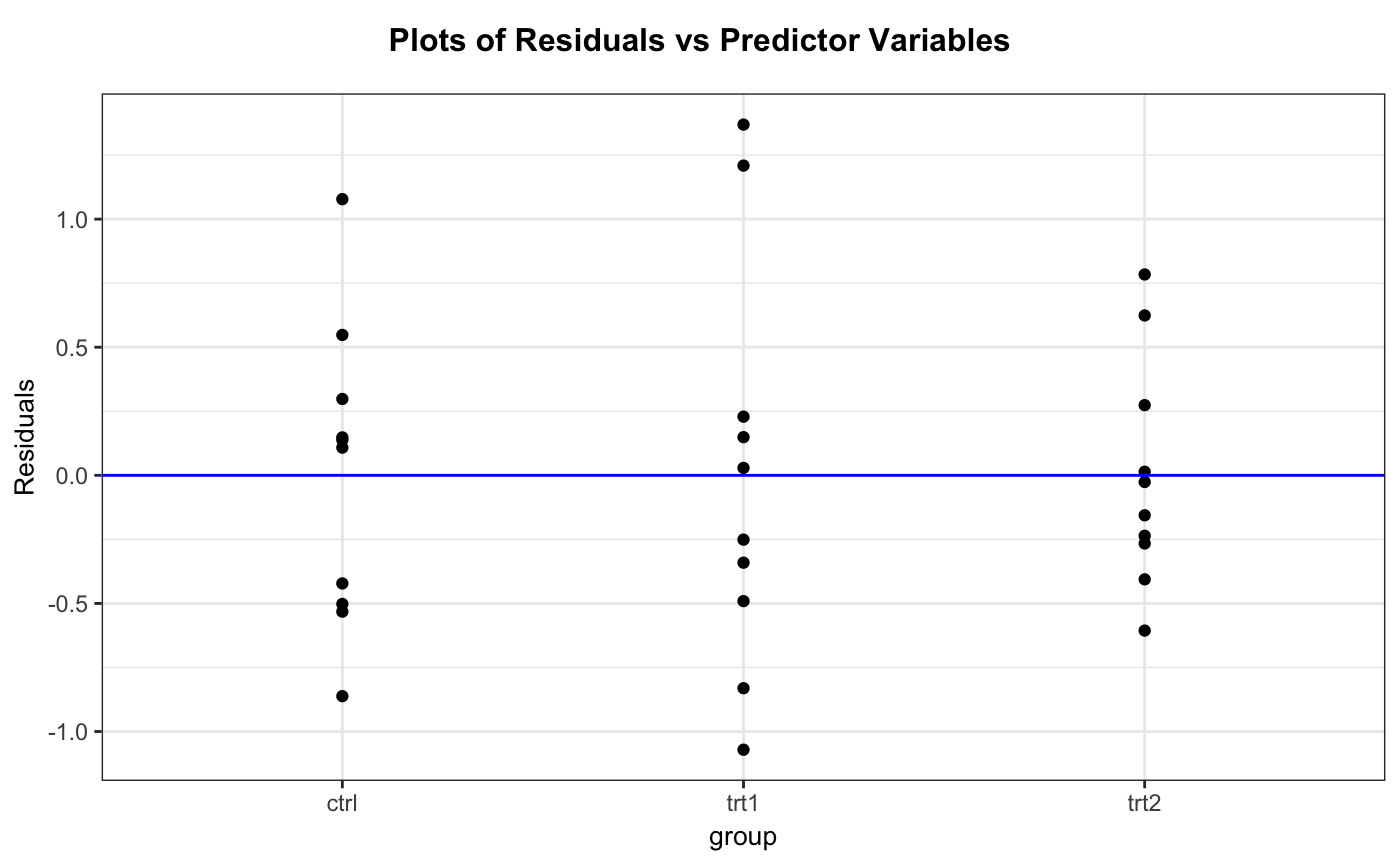 Plots of Residuals vs Predictor Variables
Residuals
1.0
0.5
0.0
-0.5
-1.0
ctrl
trt1
trt2
group